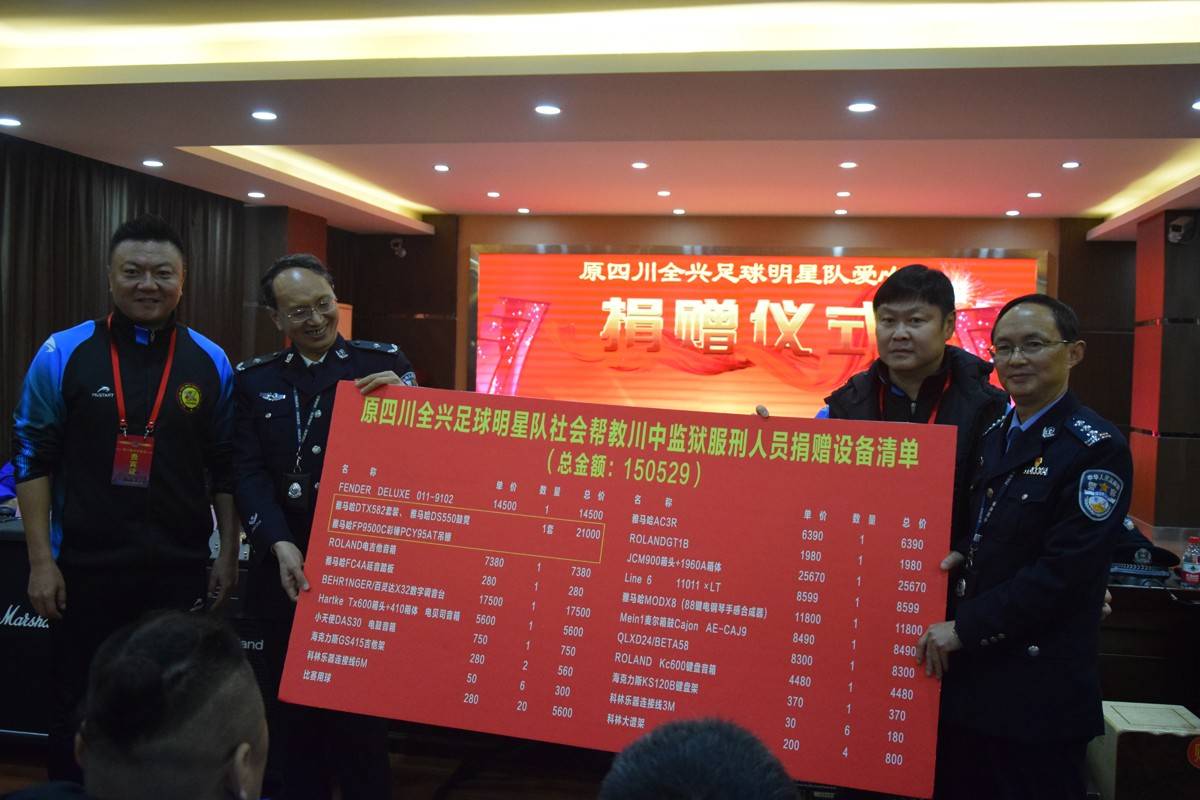 原四川全兴足球明星队爱
捐赠仪式
原四川全兴足球明星队社会帮教川中监狱服刑人员捐赠设备清单
（总金额：150529）
名 称 单 价 数 量 总 价
FENDER DELUXE 011-9102 14500 1 14500
雅马哈DTX582套装、雅马哈DS550鼓凳
雅马哈FP9500C彩锤PCY95AT吊镲 1套 21000
ROLAND电吉他音箱 7380 1 7380
雅马哈FC4A延音踏板 280 1 280
BEHR1NGER/百灵达X32数字调音台 17500 1 17500
Hartke Tx600箱头+410箱体 电贝司音箱 5600 1 5600
小天使DAS30 电鼓音箱 750 1 750
海克力斯GS415吉他架 280 2 560
科林乐器连接线6M 50 6 300
比赛用球 280 20 5600
名 称 单 价 数 量 总 价
雅马哈AC3R 6390 1 6390
ROLANDGT1B 1980 1 1980
JCM900箱头+1960A箱体 25670 1 25670
Line 6 11011×LT 8599 1 8599
雅马哈MODX8（88键电钢琴手感合成器） 11800 1 11800
Mein1麦尔箱鼓Cajon AE-CAJ9 8490 1 8490
QLXD24/BETA58 8300 1 8300
ROLAND Kc600键盘音箱 4480 1 4480
海克力斯KS120B键盘架 370 1 370
科林乐器连接线3M 30 6 180
科林大谱架 200 4 800
嘉宾证
Marsha
land